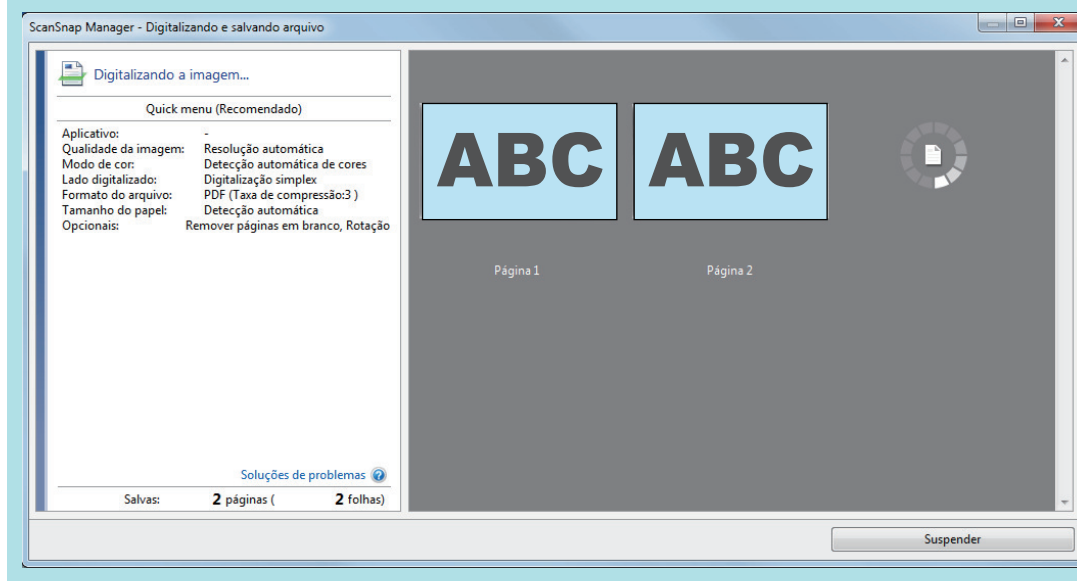 ScanSnap Manager - Digitalizando e salvando arquivo
Digitalizando a imagem...
Quick menu (Recomendado)
Aplicativo: -
Qualidade da imagem: Resolução automática
Modo de cor: Detecção automática de cores
Lado digitalizado: Digitalização simplex
Formato do arquivo: PDF (Taxa de compressão:3 )
Tamanho do papel: Detecção automática
Opcionais: Remover páginas em branco, Rotação
Soluções de problemas ?
Salvas: 2 páginas ( 2 folhas)
ABC ABC
Página 1 Página 2
Suspender